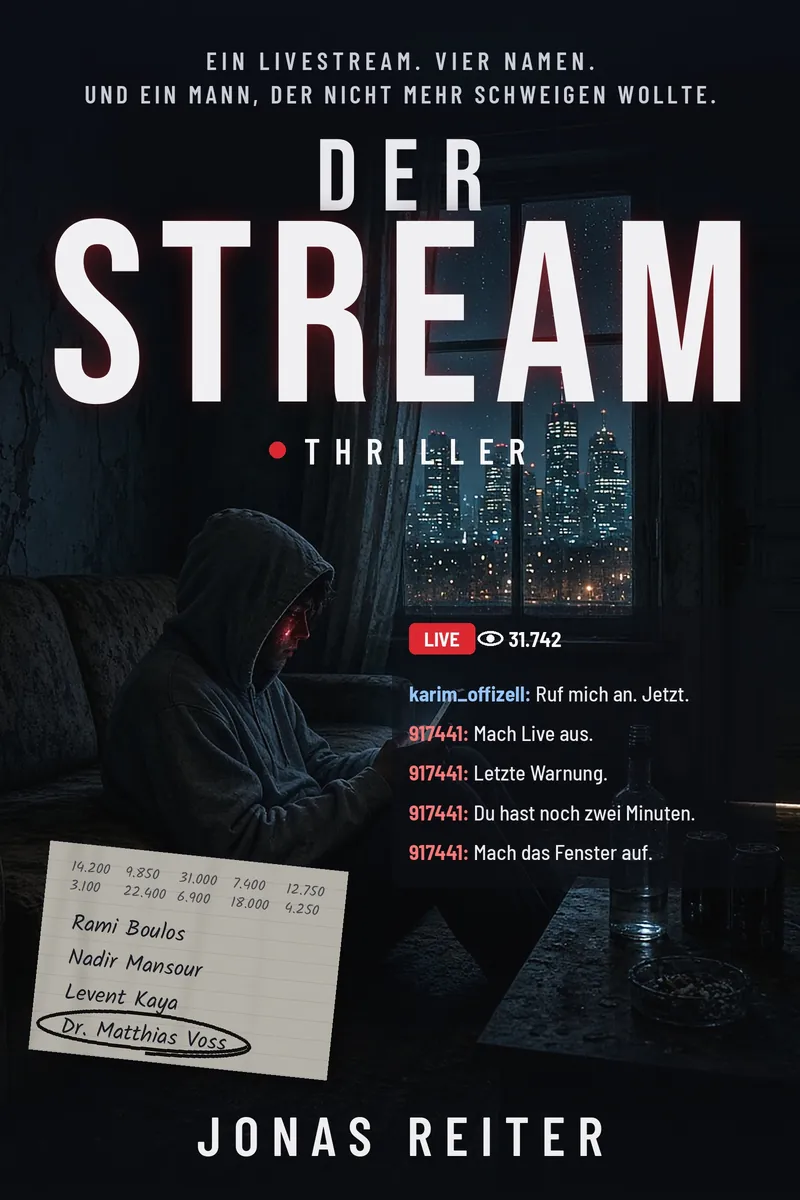 EIN LIVESTREAM. VIER NAMEN.
UND EIN MANN, DER NICHT MEHR SCHWEIGEN WOLLTE.
DER
STREAM
THRILLER
LIVE 31.742
karim_offizell: Ruf mich an. Jetzt.
917441: Mach Live aus.
917441: Letzte Warnung.
917441: Du hast noch zwei Minuten.
917441: Mach das Fenster auf.
14.200 9.850 31.000 7.400 12.750
3.100 22.400 6.900 18.000 4.250
Rami Boulos
Nadir Mansour
Levent Kaya
Dr. Matthias Voss
JONAS REITER